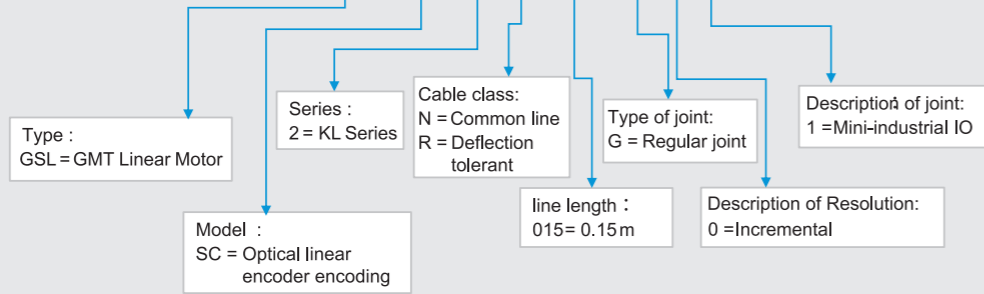 Type :
GSL = GMT Linear Motor
Model :
SC = Optical linear
encoder encoding
Series :
2 = KL Series
Cable class:
N = Common line
R = Deflection
tolerant
line length :
015= 0.15m
Type of joint:
G = Regular joint
Description of Resolution:
0 =Incremental
Description of joint:
1 =Mini-industrial IO